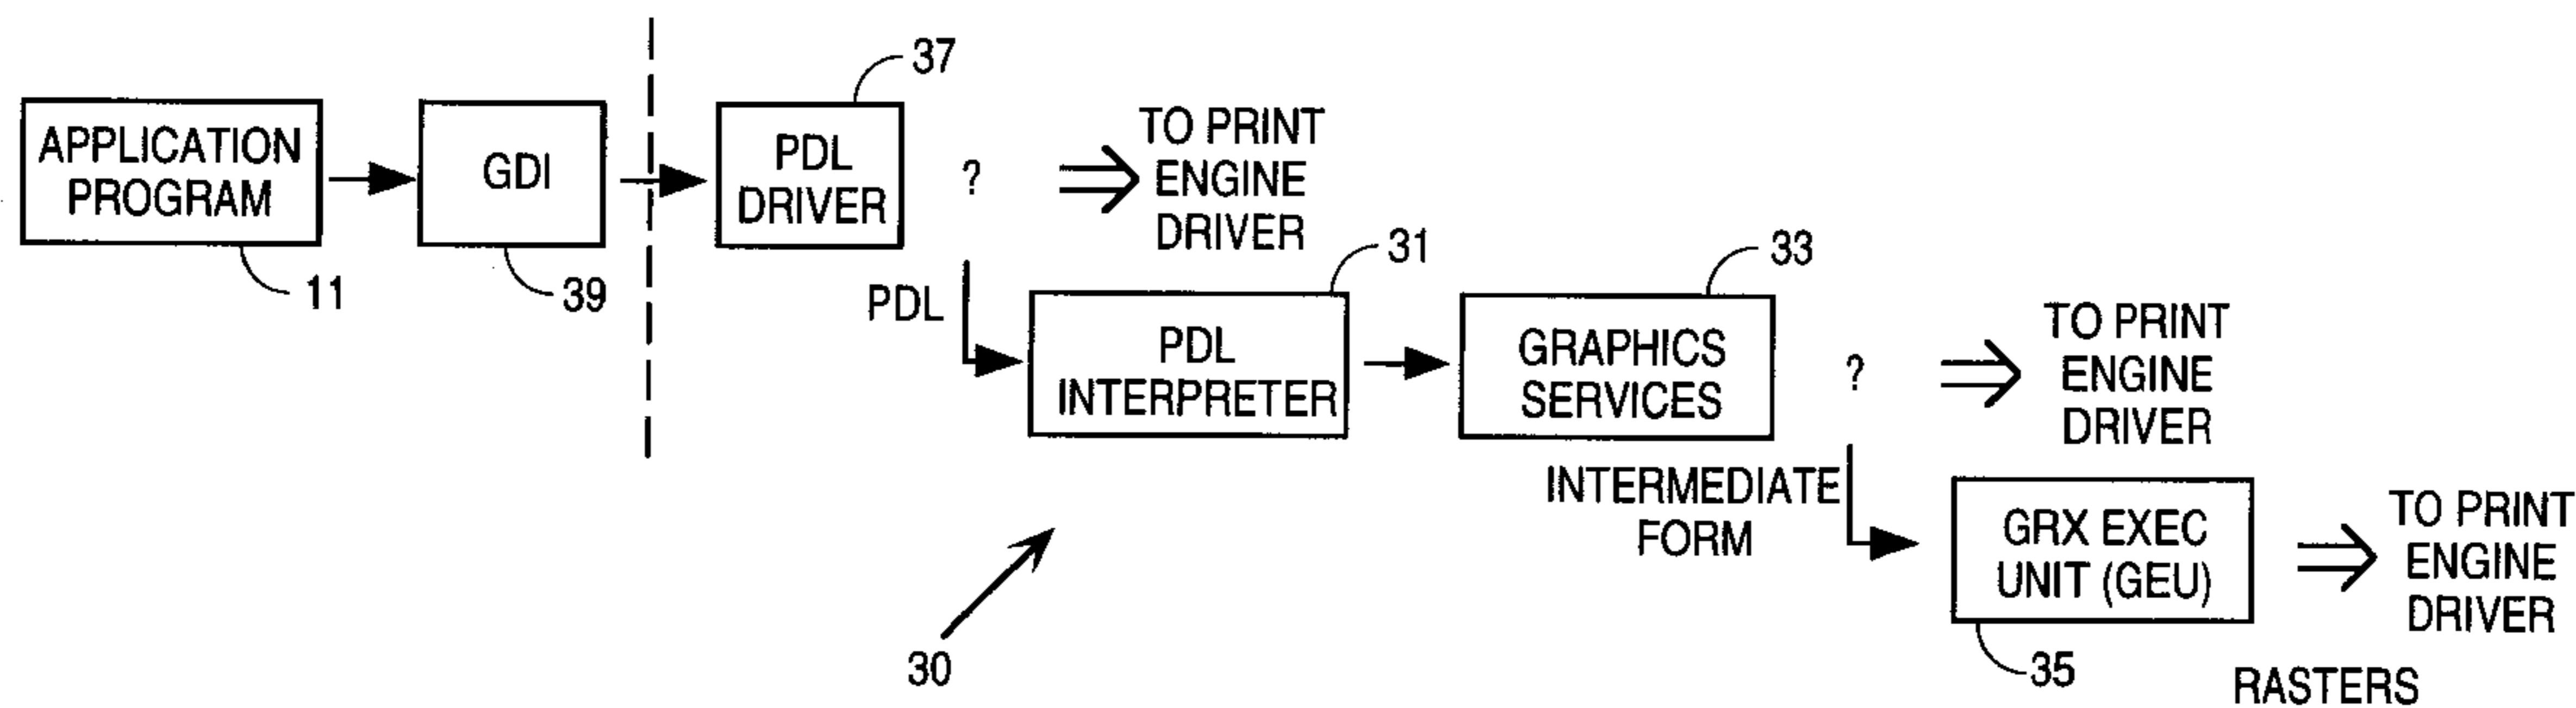 APPLICATION
PROGRAM
11
GDI
39
PDL
DRIVER
37
?
TO PRINT
ENGINE
DRIVER
PDL
PDL
INTERPRETER
31
GRAPHICS
SERVICES
33
?
TO PRINT
ENGINE
DRIVER
INTERMEDIATE
FORM
GRX EXEC
UNIT (GEU)
35
TO PRINT
ENGINE
DRIVER
RASTERS
30